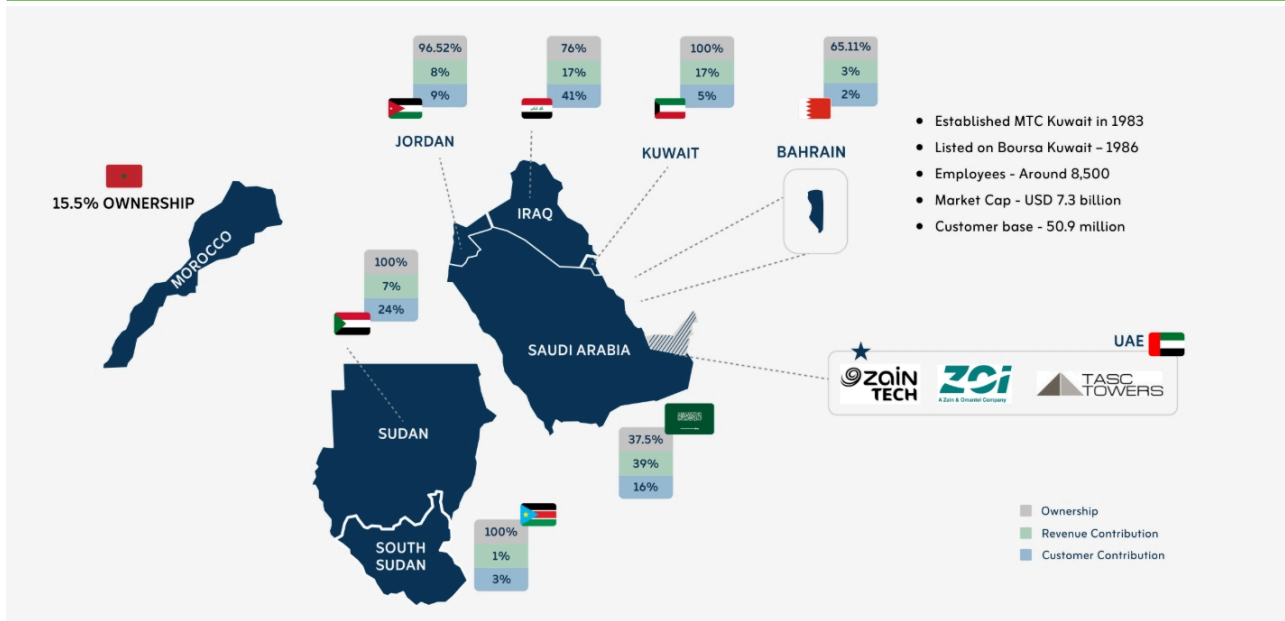 96.52%
8%
9%
JORDAN
76%
17%
41%
IRAQ
100%
17%
5%
KUWAIT
65.11%
3%
2%
BAHRAIN
• Established MTC Kuwait in 1983
• Listed on Boursa Kuwait – 1986
• Employees - Around 8,500
• Market Cap - USD 7.3 billion
• Customer base - 50.9 million
15.5% OWNERSHIP
MOROCCO
100%
7%
24%
SUDAN
SAUDI ARABIA
37.5%
39%
16%
UAE
zain
TECH
ZOI
A Zain & Omantel Company
TASC
TOWERS
100%
1%
3%
SOUTH
SUDAN
Ownership
Revenue Contribution
Customer Contribution